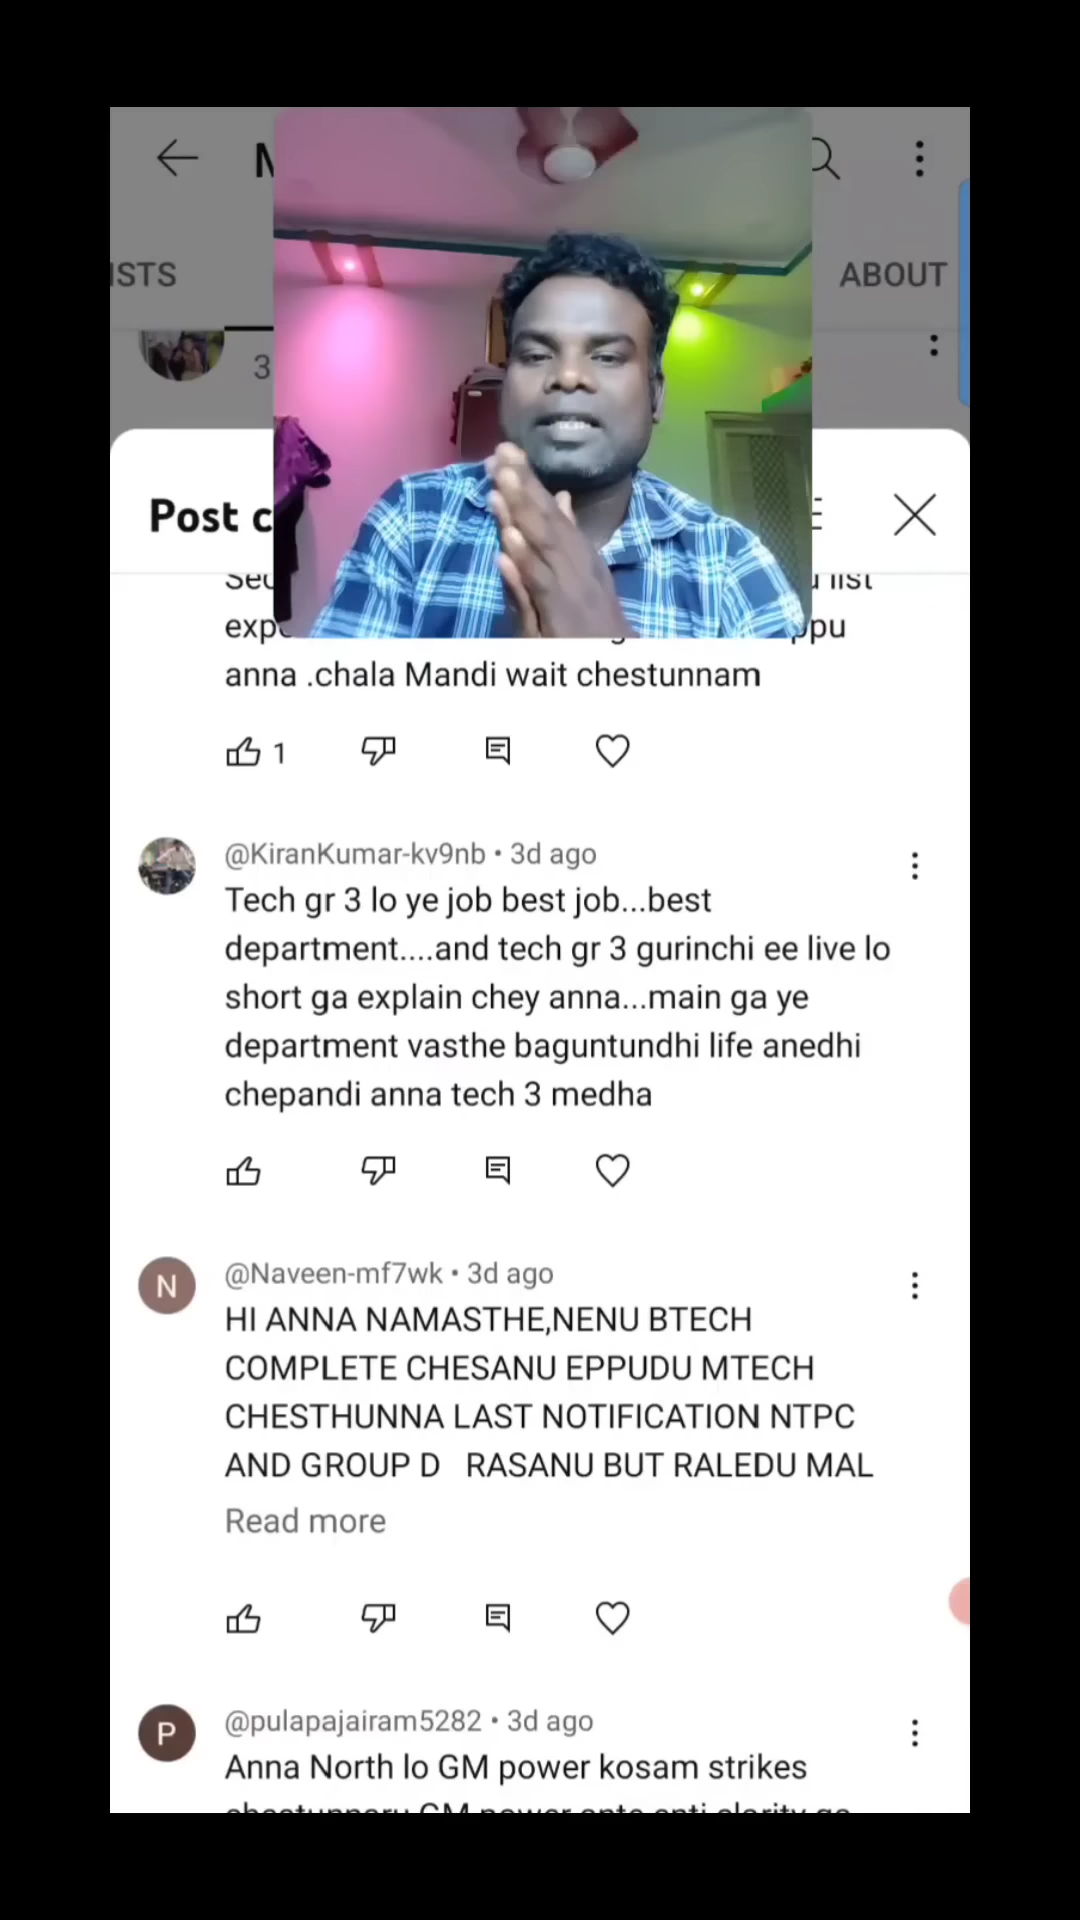 ISTS
ABOUT
3
Post c
list
exp
ppu
anna .chala Mandi wait chestunnam
1
@KiranKumar-kv9nb • 3d ago
Tech gr 3 lo ye job best job...best
department....and tech gr 3 gurinchi ee live lo
short ga explain chey anna...main ga ye
department vasthe baguntundhi life anedhi
chepandi anna tech 3 medha
N
@Naveen-mf7wk • 3d ago
HI ANNA NAMASTHE,NENU BTECH
COMPLETE CHESANU EPPUDU MTECH
CHESTHUNNA LAST NOTIFICATION NTPC
AND GROUP D RASANU BUT RALEDU MAL
Read more
P
@pulapajairam5282 • 3d ago
Anna North lo GM power kosam strikes